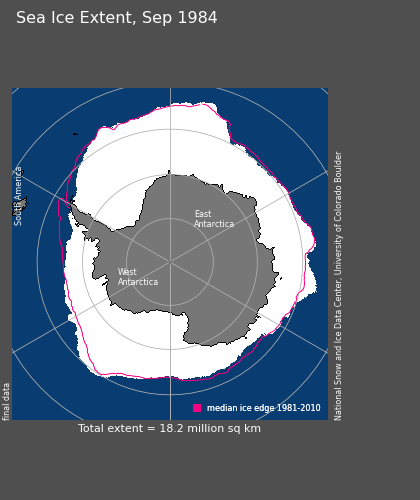 Sea Ice Extent, Sep 1984
South America
East
Antarctica
West
Antarctica
National Snow and Ice Data Center, University of Colorado Boulder
final data
median ice edge 1981-2010
Total extent = 18.2 million sq km